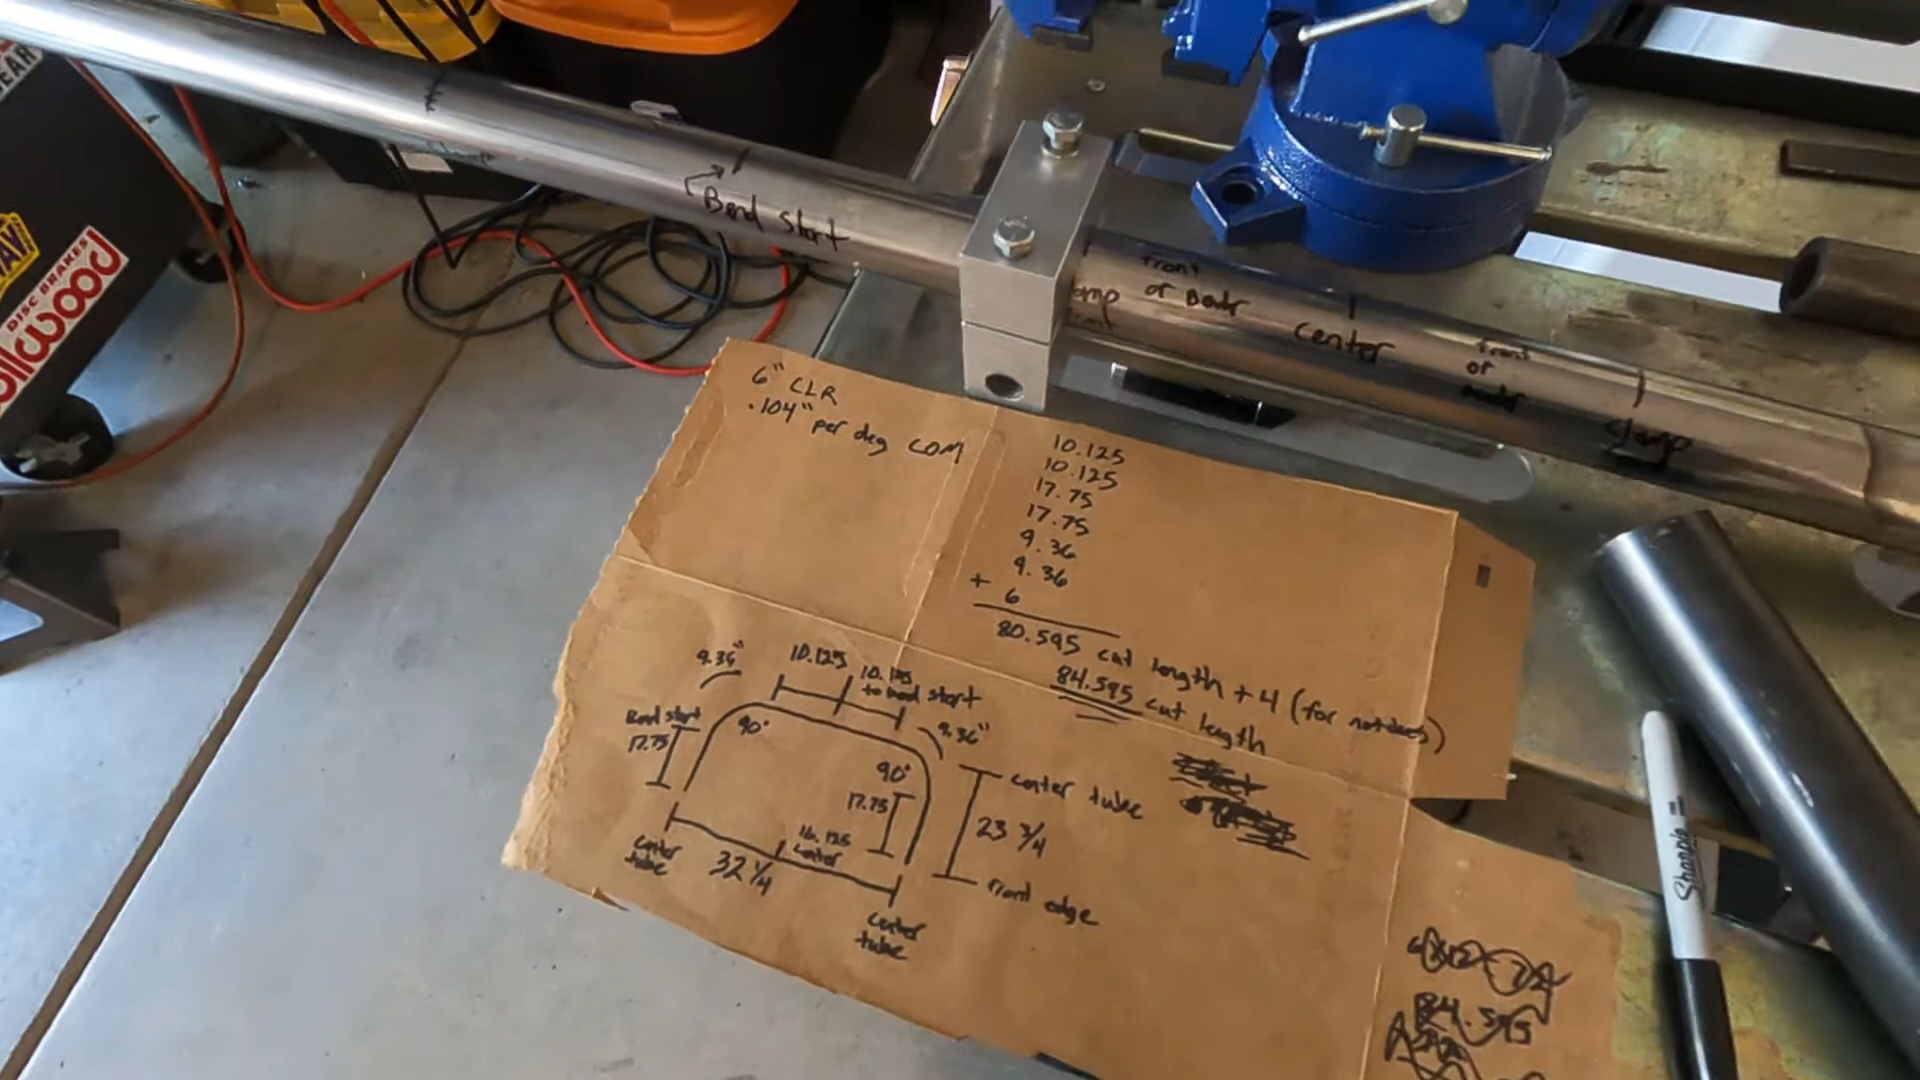 EAR
DISC BRAKES
wilwood
Bend start
front
or Bends
center
front
or
clamp
6" CLR
.104" per deg COM
10.125
10.125
17.75
17.75
9.36
9.36
+ 6
80.595 cut length + 4 (for notches)
84.595 cut length
9.36"
10.125
10.125
to bend start
9.36"
Bend start
17.75
90°
90°
17.75
center tube
23 3/4
front edge
center
tube
32 1/4
16.125
center
center
tube
84.595
Sharpie